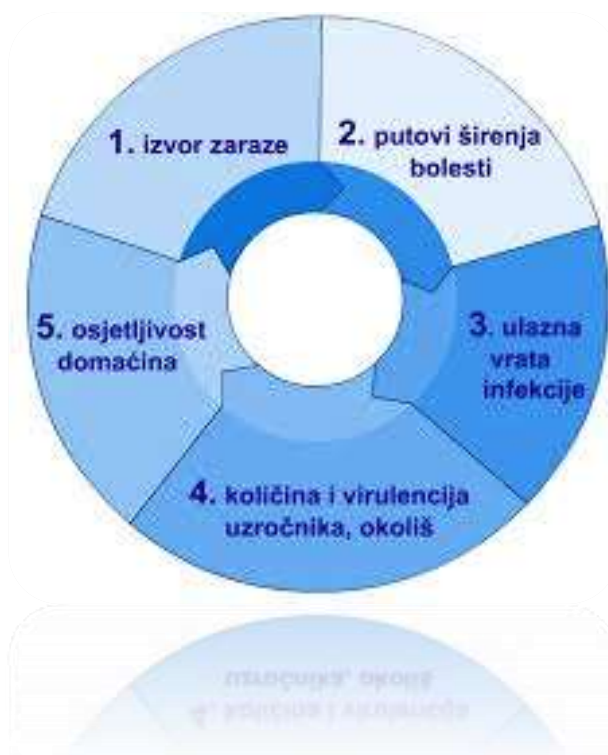 1. izvor zaraze
2. putovi širenja
bolesti
3. ulazna
vrata
infekcije
4. količina i virulencija
uzročnika, okoliš
5. osjetljivost
domaćina